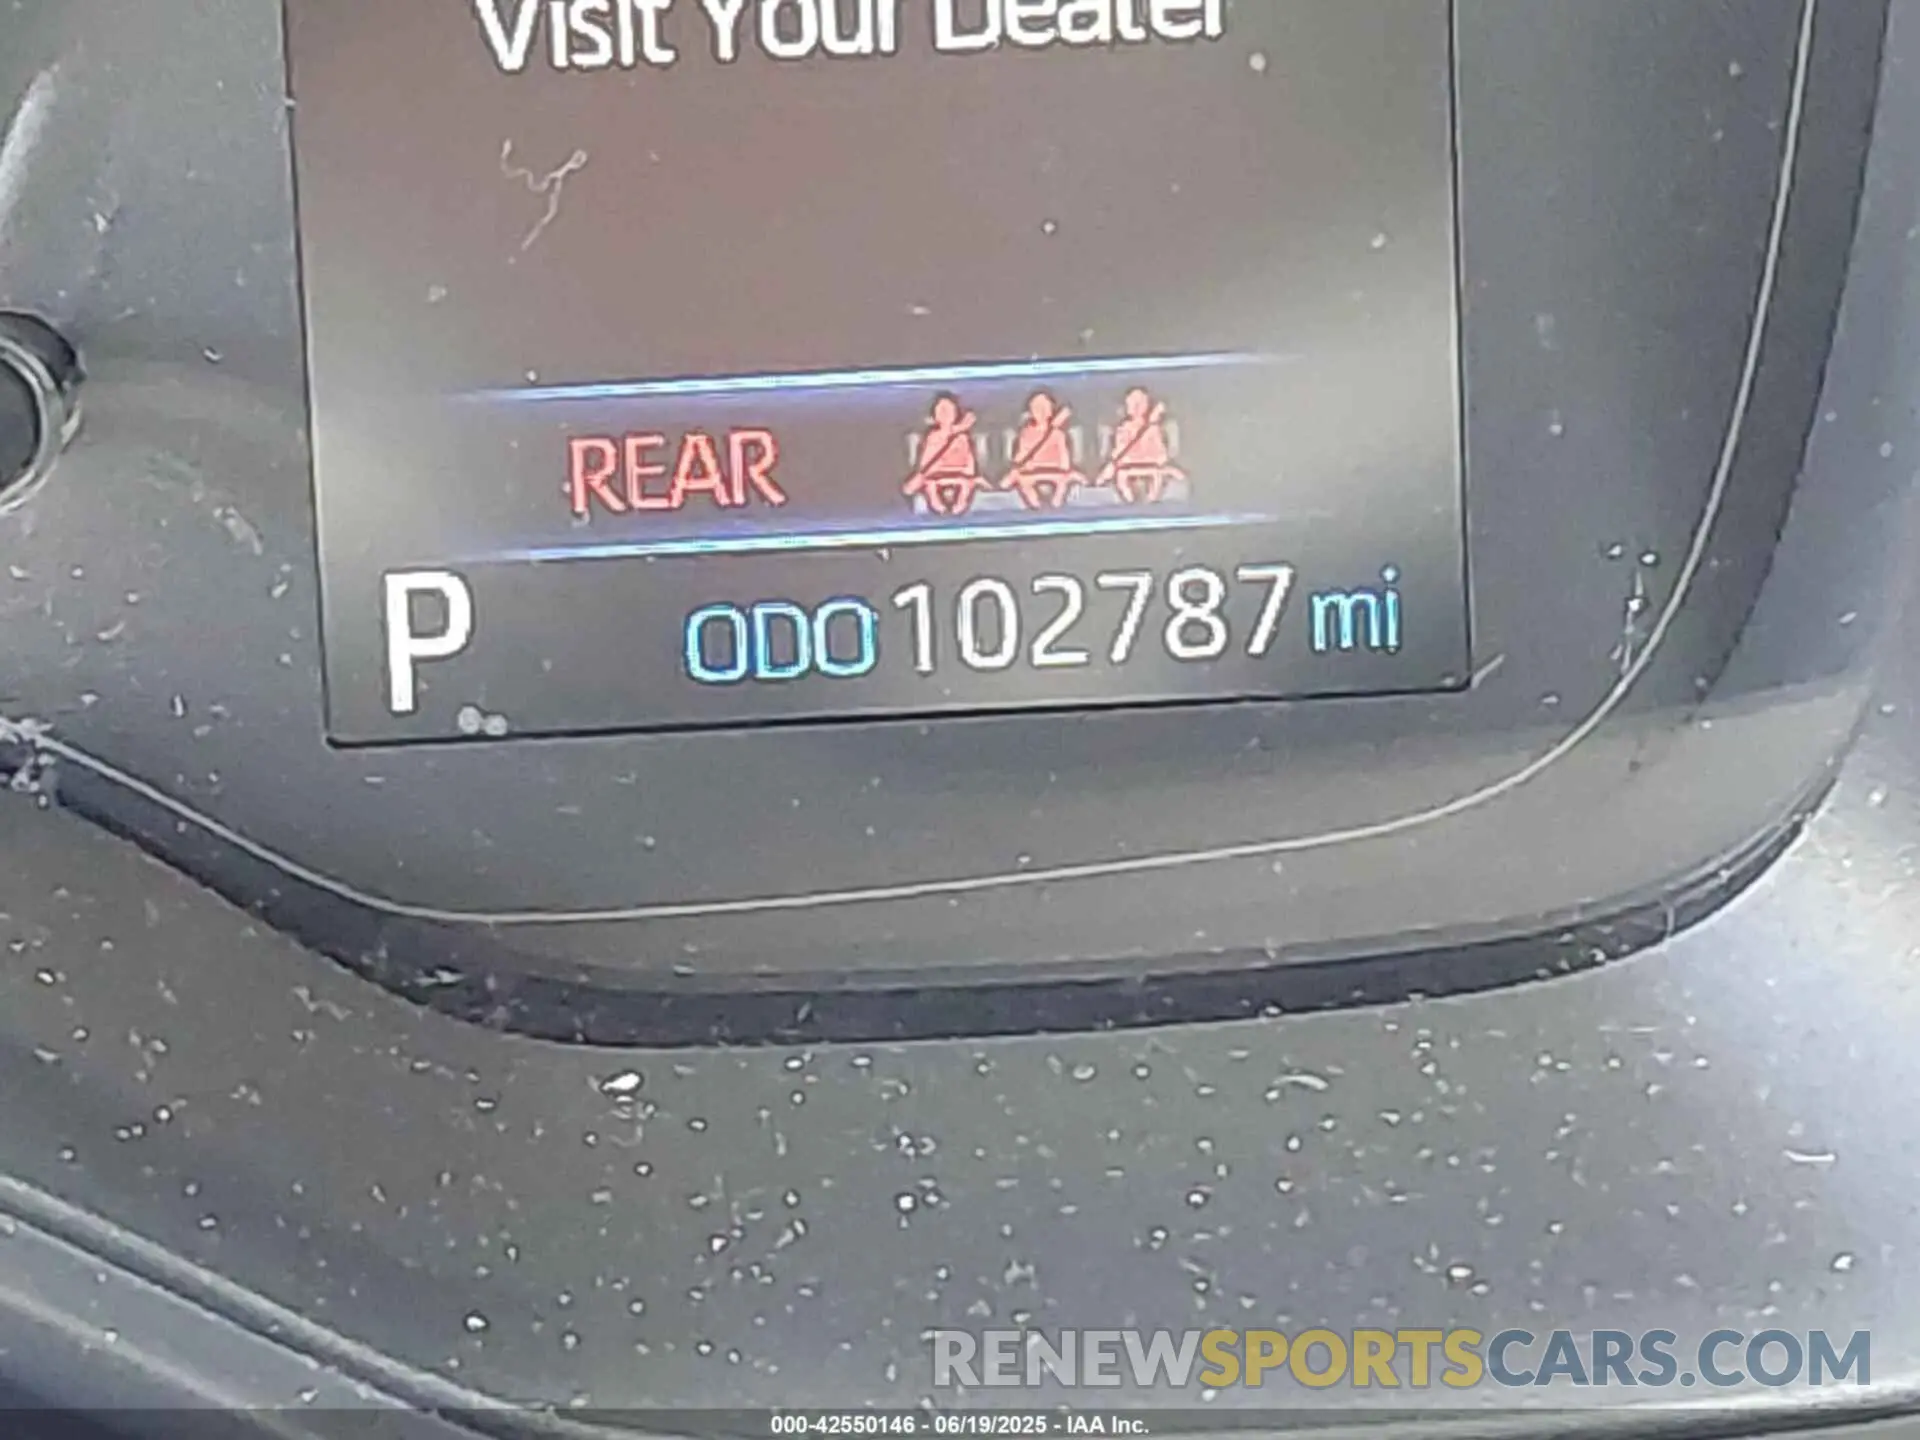 Visit Your Dealer
REAR
P ODO 102787 mi
RENEWSPORTSCARS.COM
000-42550146 - 06/19/2025 - IAA Inc.